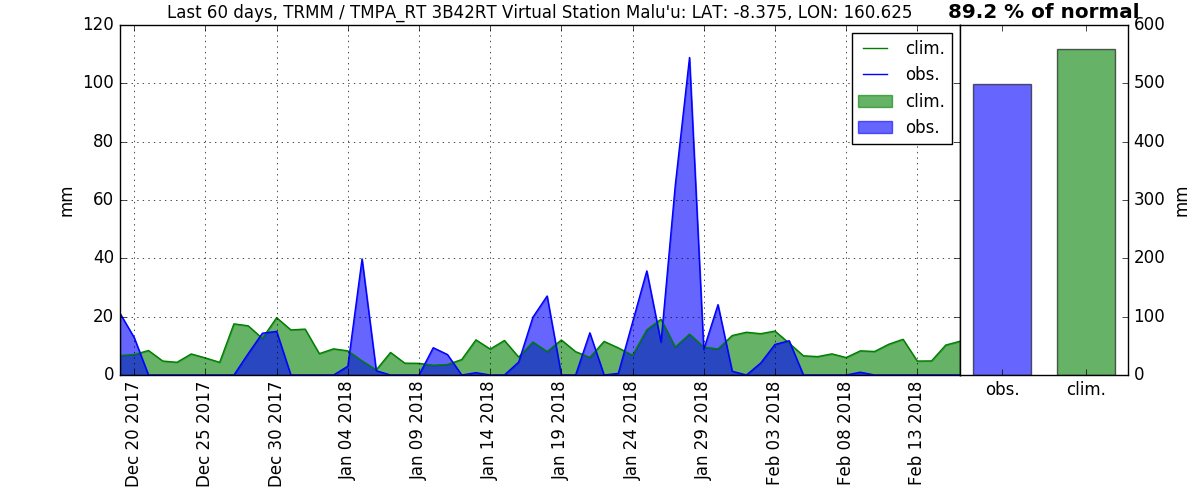 Last 60 days, TRMM / TMPA_RT 3B42RT Virtual Station Malu'u: LAT: -8.375, LON: 160.625
89.2 % of normal
120
100
80
60
40
20
0
mm
clim.
obs.
clim.
obs.
Dec 20 2017
Dec 25 2017
Dec 30 2017
Jan 04 2018
Jan 09 2018
Jan 14 2018
Jan 19 2018
Jan 24 2018
Jan 29 2018
Feb 03 2018
Feb 08 2018
Feb 13 2018
600
500
400
300
200
100
0
mm
obs.
clim.